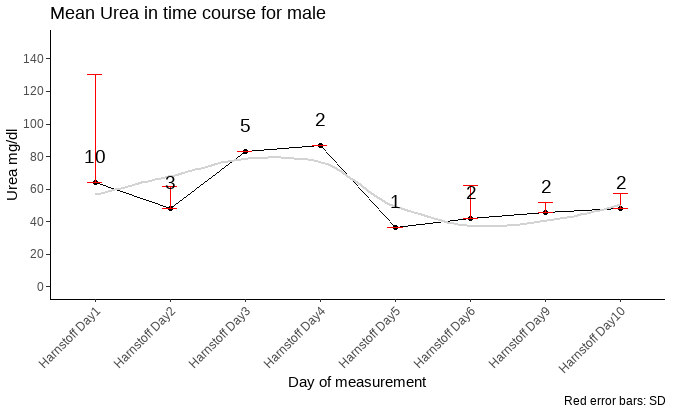 Mean Urea in time course for male
Urea mg/dl
140
120
100
80
60
40
20
0
10
3
5
2
1
2
2
2
Harnstoff Day1
Harnstoff Day2
Harnstoff Day3
Harnstoff Day4
Harnstoff Day5
Harnstoff Day6
Harnstoff Day9
Harnstoff Day10
Day of measurement
Red error bars: SD